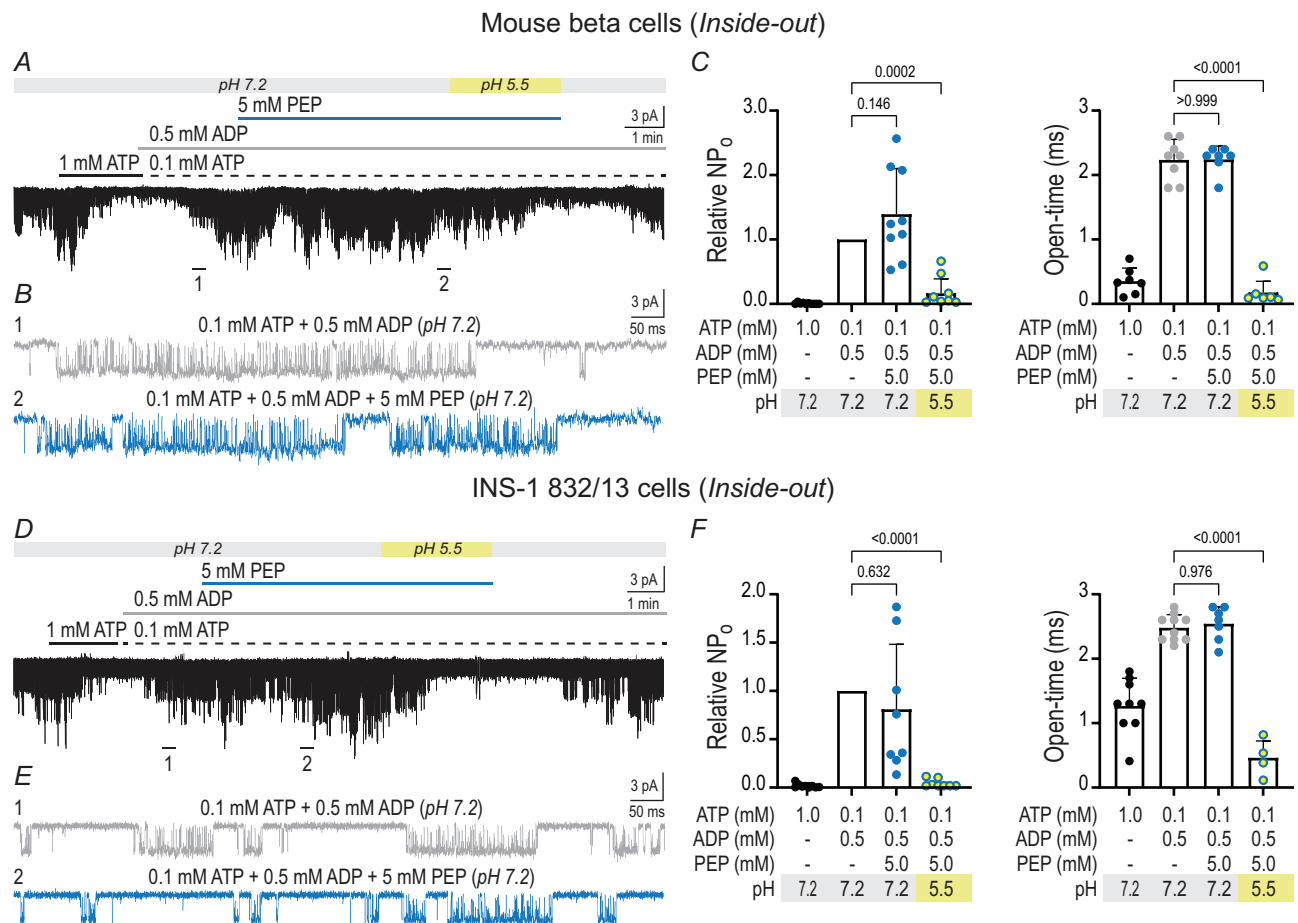 Mouse beta cells (Inside-out)
A
pH 7.2 pH 5.5
5 mM PEP
3 pA
1 min
0.5 mM ADP
1 mM ATP 0.1 mM ATP
1 2
B
3 pA
50 ms
1 0.1 mM ATP + 0.5 mM ADP (pH 7.2)
2 0.1 mM ATP + 0.5 mM ADP + 5 mM PEP (pH 7.2)
C
0.0002
0.146
Relative NPO
3.0
2.0
1.0
0.0
ATP (mM) 1.0 0.1 0.1 0.1
ADP (mM) - 0.5 0.5 0.5
PEP (mM) - - 5.0 5.0
pH 7.2 7.2 7.2 5.5
<0.0001
>0.999
Open-time (ms)
3
2
1
0
ATP (mM) 1.0 0.1 0.1 0.1
ADP (mM) - 0.5 0.5 0.5
PEP (mM) - - 5.0 5.0
pH 7.2 7.2 7.2 5.5
INS-1 832/13 cells (Inside-out)
D
pH 7.2 pH 5.5
5 mM PEP
3 pA
1 min
0.5 mM ADP
1 mM ATP 0.1 mM ATP
1 2
E
3 pA
50 ms
1 0.1 mM ATP + 0.5 mM ADP (pH 7.2)
2 0.1 mM ATP + 0.5 mM ADP + 5 mM PEP (pH 7.2)
F
<0.0001
0.632
Relative NPO
2.0
1.5
1.0
0.5
0.0
ATP (mM) 1.0 0.1 0.1 0.1
ADP (mM) - 0.5 0.5 0.5
PEP (mM) - - 5.0 5.0
pH 7.2 7.2 7.2 5.5
<0.0001
0.976
Open-time (ms)
3
2
1
0
ATP (mM) 1.0 0.1 0.1 0.1
ADP (mM) - 0.5 0.5 0.5
PEP (mM) - - 5.0 5.0
pH 7.2 7.2 7.2 5.5